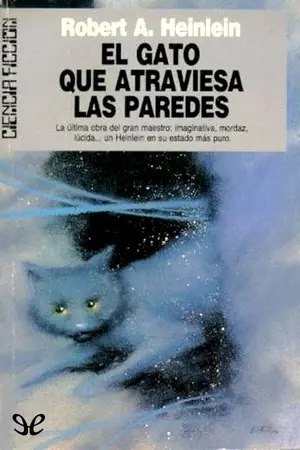 Robert A. Heinlein
CIENCIA FICCION
EL GATO
QUE ATRAVIESA
LAS PAREDES
La última obra del gran maestro: imaginativa, mordaz,
lúcida... un Heinlein en su estado más puro.